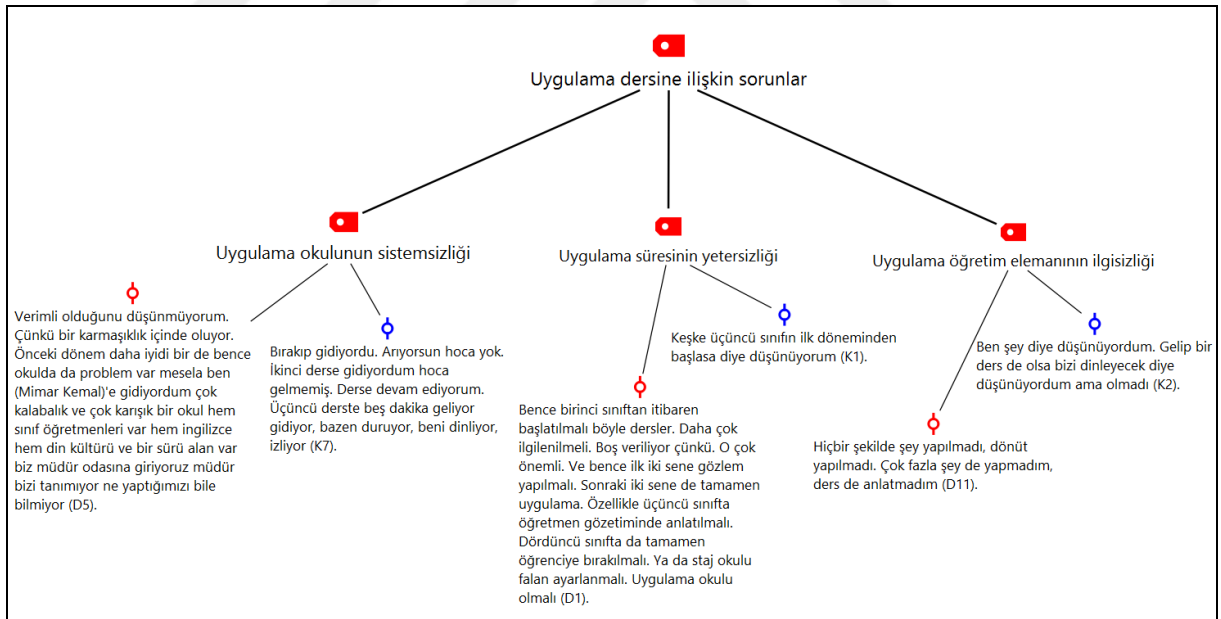 Uygulama dersine ilişkin sorunlar
Uygulama okulunun sistemsizliği
Verimli olduğunu düşünmüyorum.
Çünkü bir karmaşıklık içinde oluyor.
Önceki dönem daha iyidi bir de bence
okulda da problem var mesela ben
(Mimar Kemal)'e gidiyordum çok
kalabalık ve çok karışık bir okul hem
sınıf öğretmenleri var hem ingilizce
hem din kültürü ve bir sürü alan var
biz müdür odasına giriyoruz müdür
bizi tanımıyor ne yaptığımızı bile
bilmiyor (D5).
Bırakıp gidiyordu. Arıyorsun hoca yok.
İkinci derse gidiyordum hoca
gelmemiş. Derse devam ediyorum.
Üçüncü derste beş dakika geliyor
gidiyor, bazen duruyor, beni dinliyor,
izliyor (K7).
Uygulama süresinin yetersizliği
Bence birinci sınıftan itibaren
başlatılmalı böyle dersler. Daha çok
ilgilenilmeli. Boş veriliyor çünkü. O çok
önemli. Ve bence ilk iki sene gözlem
yapılmalı. Sonraki iki sene de tamamen
uygulama. Özellikle üçüncü sınıfta
öğretmen gözetiminde anlatılmalı.
Dördüncü sınıfta da tamamen
öğrenciye bırakılmalı. Ya da staj okulu
falan ayarlanmalı. Uygulama okulu
olmalı (D1).
Keşke üçüncü sınıfın ilk döneminden
başlasa diye düşünüyorum (K1).
Uygulama öğretim elemanının ilgisizliği
Hiçbir şekilde şey yapılmadı, dönüt
yapılmadı. Çok fazla şey de yapmadım,
ders de anlatmadım (D11).
Ben şey diye düşünüyordum. Gelip bir
ders de olsa bizi dinleyecek diye
düşünüyordum ama olmadı (K2).